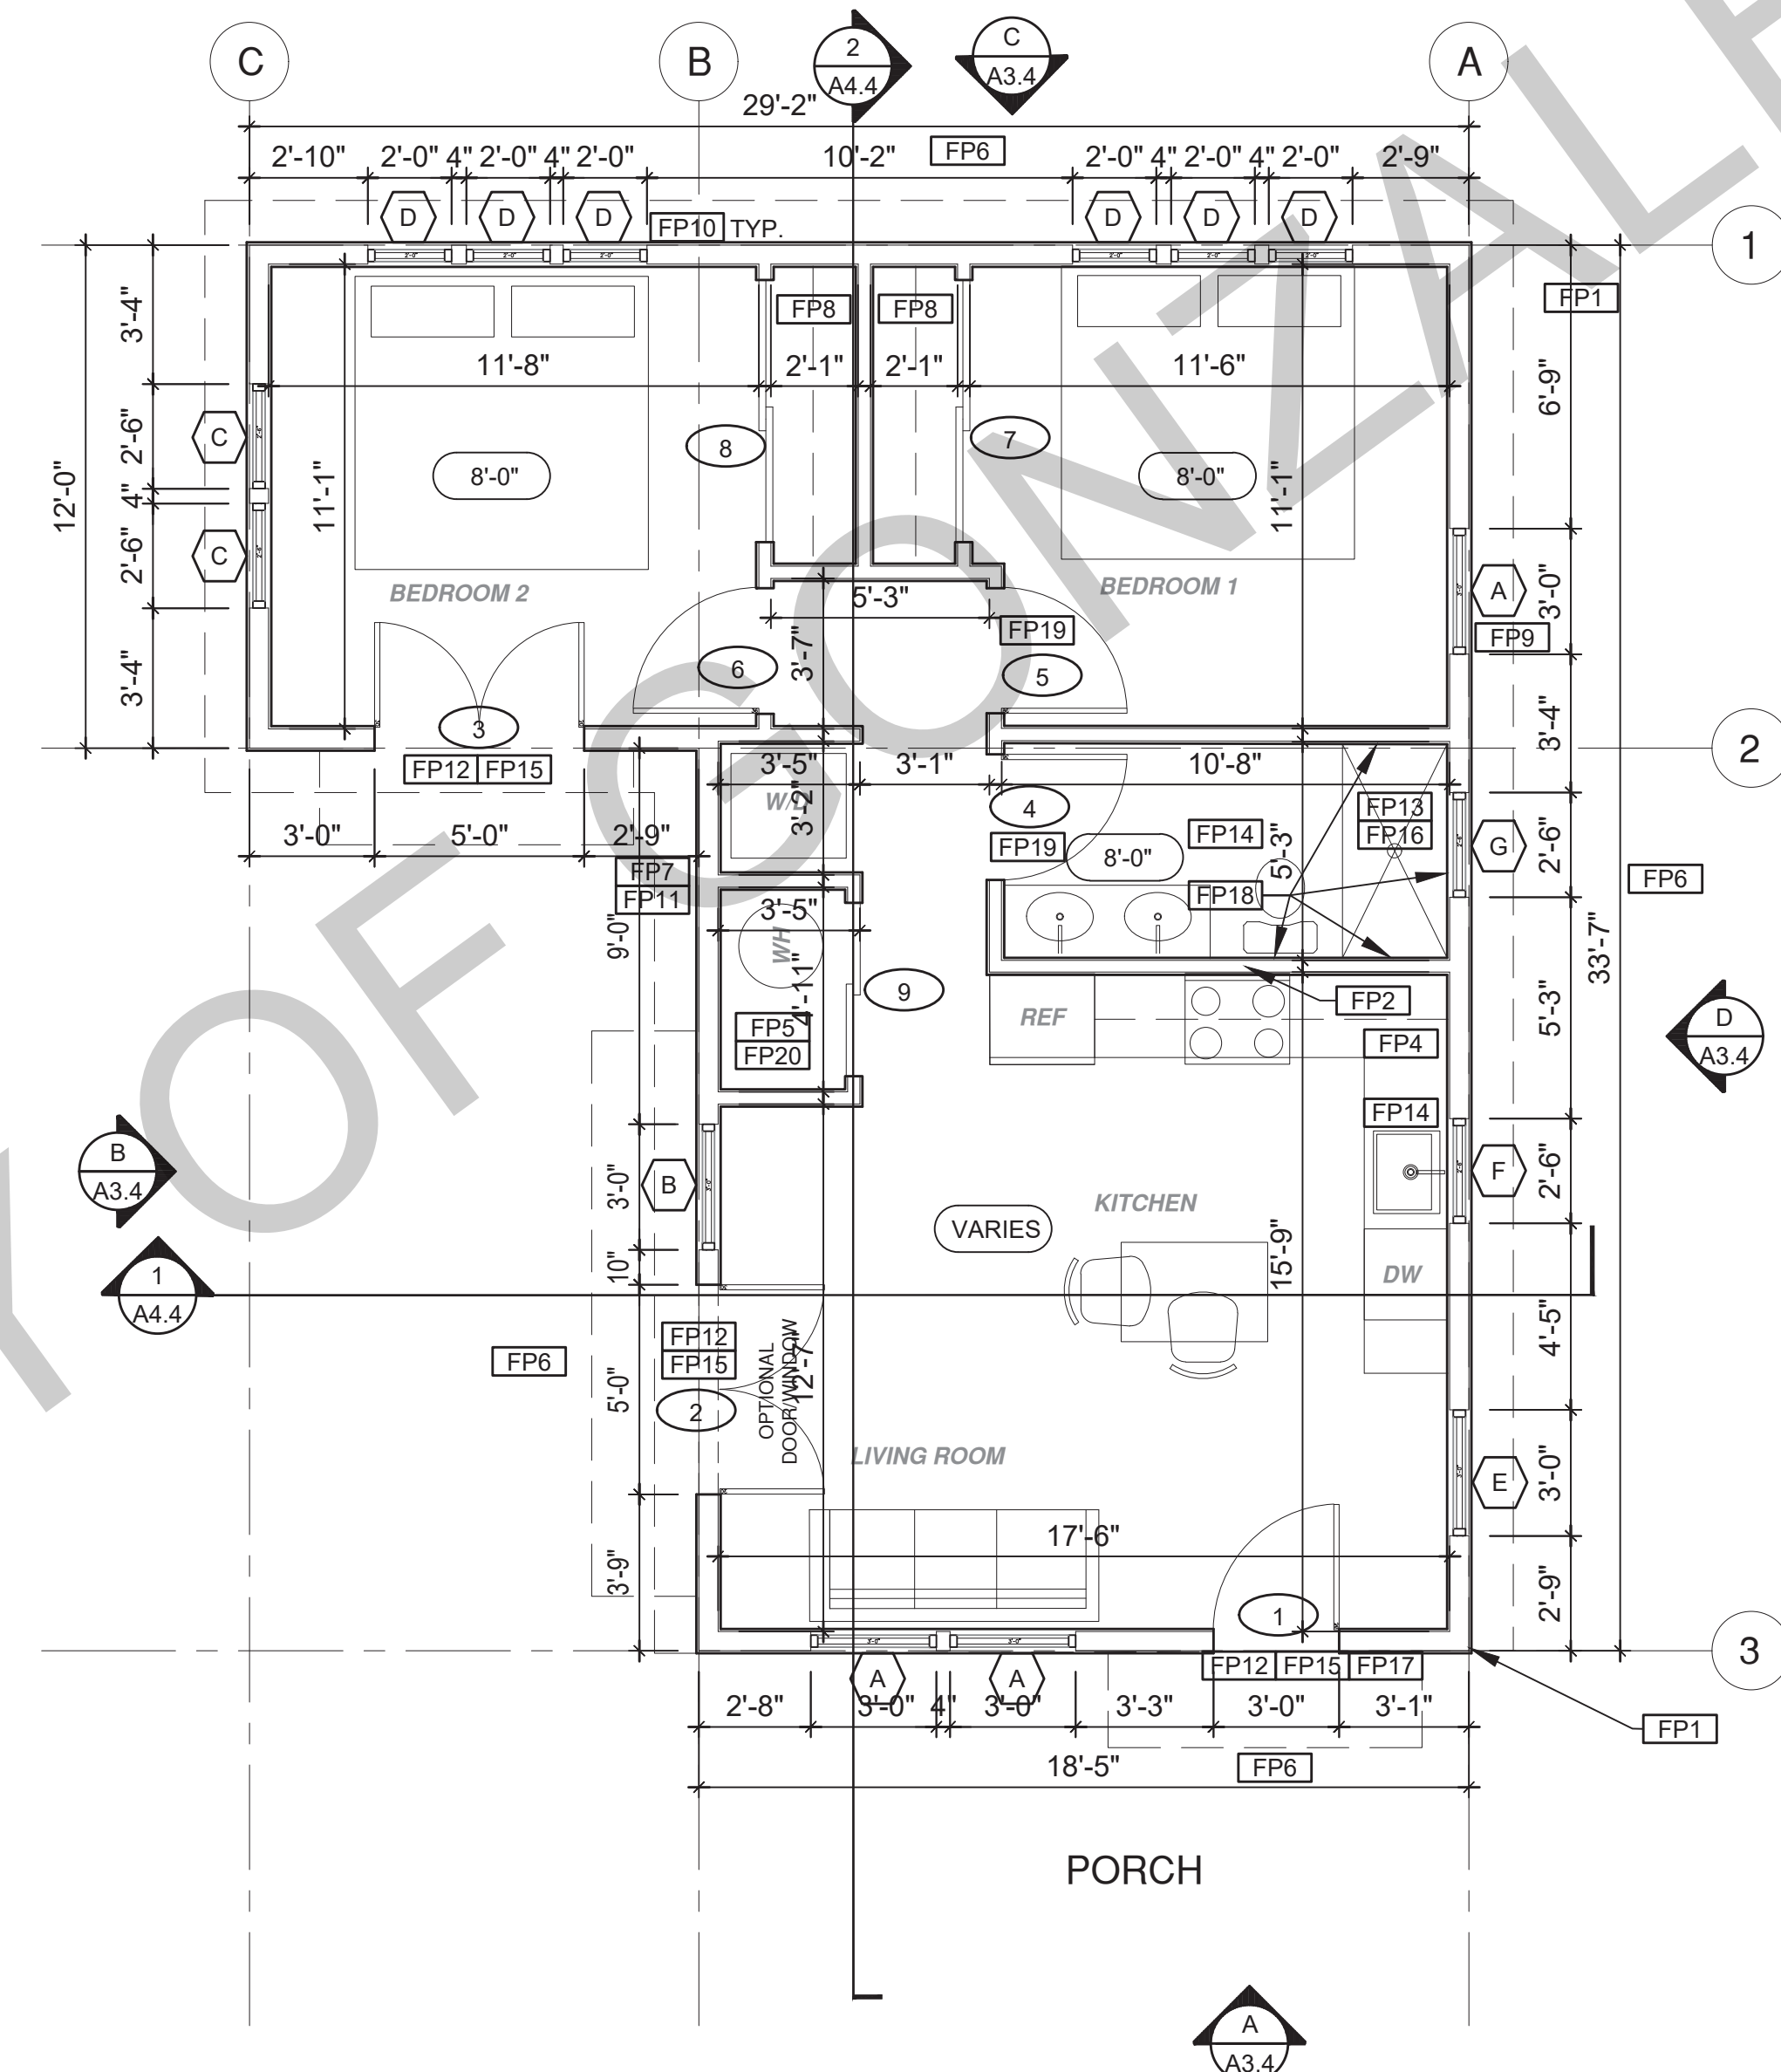 C
B
2
A4.4
C
A3.4
A
29'-2"
2'-10"
2'-0"
4"
2'-0"
4"
2'-0"
10'-2"
FP6
2'-0"
4"
2'-0"
4"
2'-0"
2'-9"
D
D
D
FP10 TYP.
D
D
D
1
FP1
FP8
FP8
3'-4"
11'-8"
2'-1"
2'-1"
11'-6"
6'-9"
C
2'-6"
8
7
12'-0"
4"
8'-0"
11'-1"
8'-0"
11'-1"
C
2'-6"
BEDROOM 2
BEDROOM 1
5'-3"
A
3'-0"
FP19
FP9
3'-4"
6
3'-7"
5
3'-4"
3
2
FP12
FP15
3'-5"
3'-1"
10'-8"
W/D
3'-2"
4
FP13
FP16
3'-0"
5'-0"
2'-9"
FP19
8'-0"
FP14
5'-3"
G
2'-6"
FP7
FP11
FP18
FP6
3'-5"
9'-0"
WH
4'-11"
9
FP2
33'-7"
REF
5'-3"
FP5
FP20
FP4
D
A3.4
FP14
B
A3.4
3'-0"
B
F
2'-6"
KITCHEN
VARIES
10"
15'-9"
DW
1
A4.4
FP12
FP15
FP6
OPTIONAL
DOOR/WINDOW
12'-7"
4'-5"
5'-0"
2
LIVING ROOM
E
3'-0"
17'-6"
3'-9"
1
2'-9"
3
FP12
FP15
FP17
A
A
2'-8"
3'-0"
4"
3'-0"
3'-3"
3'-0"
3'-1"
FP1
18'-5"
FP6
PORCH
A
A3.4
Y OF GONZALE